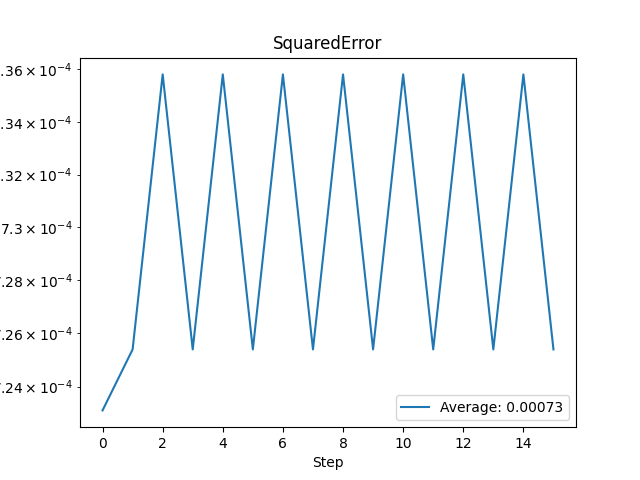 SquaredError
.36 × 10⁻⁴
.34 × 10⁻⁴
.32 × 10⁻⁴
7.3 × 10⁻⁴
.28 × 10⁻⁴
.26 × 10⁻⁴
.24 × 10⁻⁴
Average: 0.00073
0 2 4 6 8 10 12 14
Step